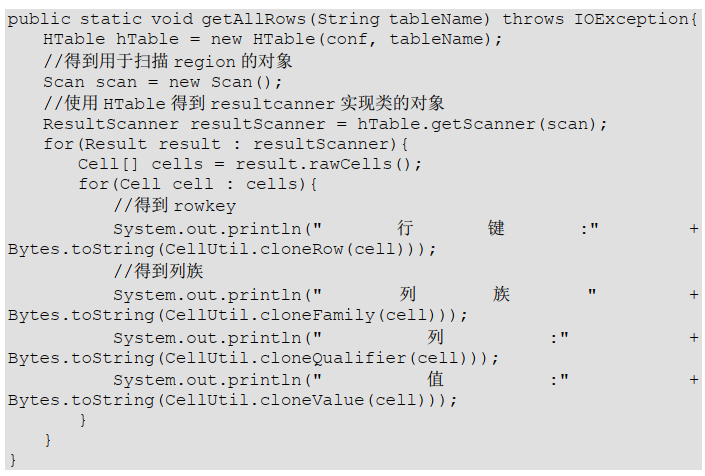 public static void getAllRows(String tableName) throws IOException{
HTable hTable = new HTable(conf, tableName);
//得到用于扫描 region 的对象
Scan scan = new Scan();
//使用 HTable 得到 resultcanner 实现类的对象
ResultScanner resultScanner = hTable.getScanner(scan);
for(Result result : resultScanner){
Cell[] cells = result.rawCells();
for(Cell cell : cells){
//得到 rowkey
System.out.println(" 行 键 :" +
Bytes.toString(CellUtil.cloneRow(cell)));
//得到列族
System.out.println(" 列 族 " +
Bytes.toString(CellUtil.cloneFamily(cell)));
System.out.println(" 列 :" +
Bytes.toString(CellUtil.cloneQualifier(cell)));
System.out.println(" 值 :" +
Bytes.toString(CellUtil.cloneValue(cell)));
}
}
}